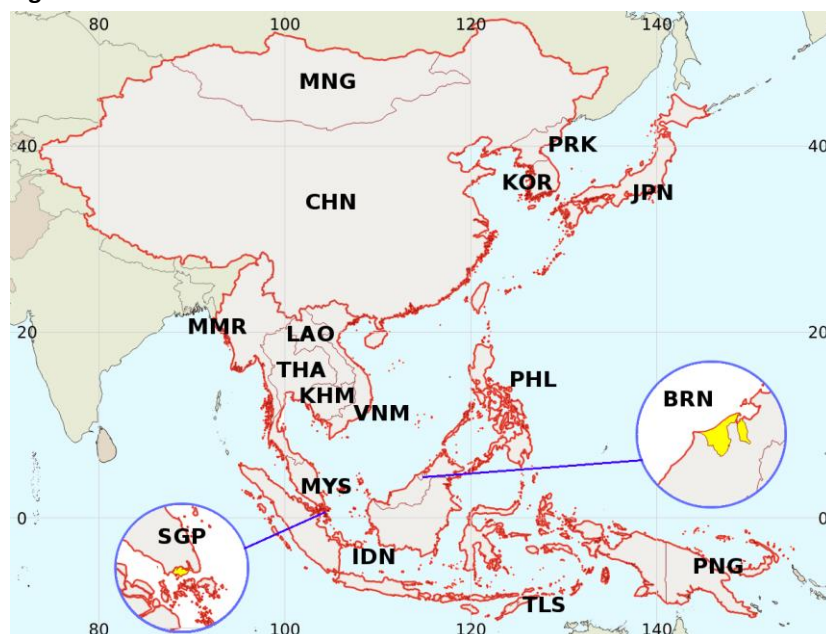 80 100 120 140
MNG
PRK
40 40
KOR
JPN
CHN
20 MMR LAO 20
THA
KHM
PHL
VNM
BRN
MYS
0 0
SGP
IDN
PNG
TLS
80 100 120 140